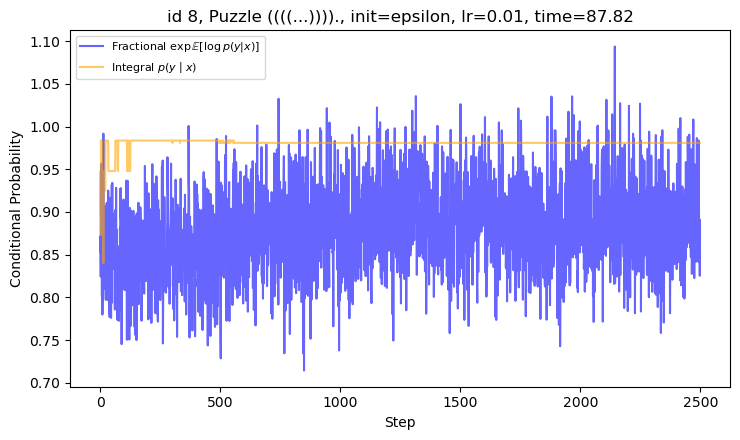 id 8, Puzzle ((((...))))., init=epsilon, lr=0.01, time=87.82
Fractional exp𝔼[log p(y|x)]
Integral p(y | x)
Conditional Probability
1.10
1.05
1.00
0.95
0.90
0.85
0.80
0.75
0.70
0 500 1000 1500 2000 2500
Step